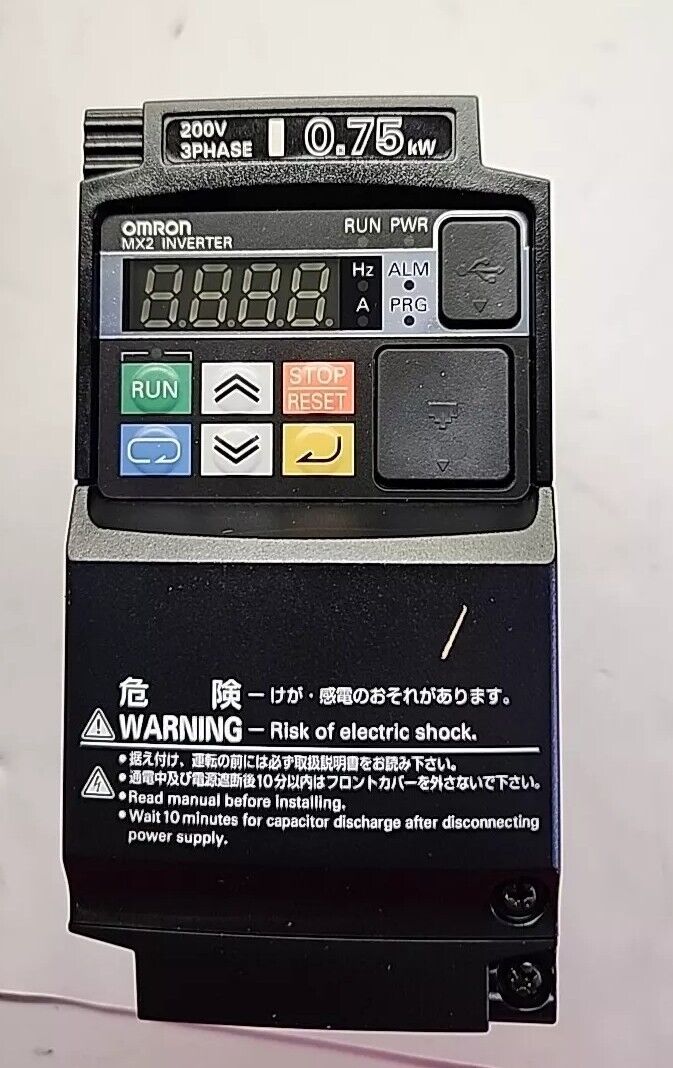 200V
3PHASE
0.75kW
OMRON
MX2 INVERTER
RUN PWR
Hz
ALM
A
PRG
RUN
STOP
RESET
危 険 — けが・感電のおそれがあります。
WARNING — Risk of electric shock.
•据え付け、運転の前には必ず取扱説明書をお読み下さい。
•通電中及び電源遮断後10分以内はフロントカバーを外さないで下さい。
•Read manual before installing.
•Wait 10 minutes for capacitor discharge after disconnecting
power supply.